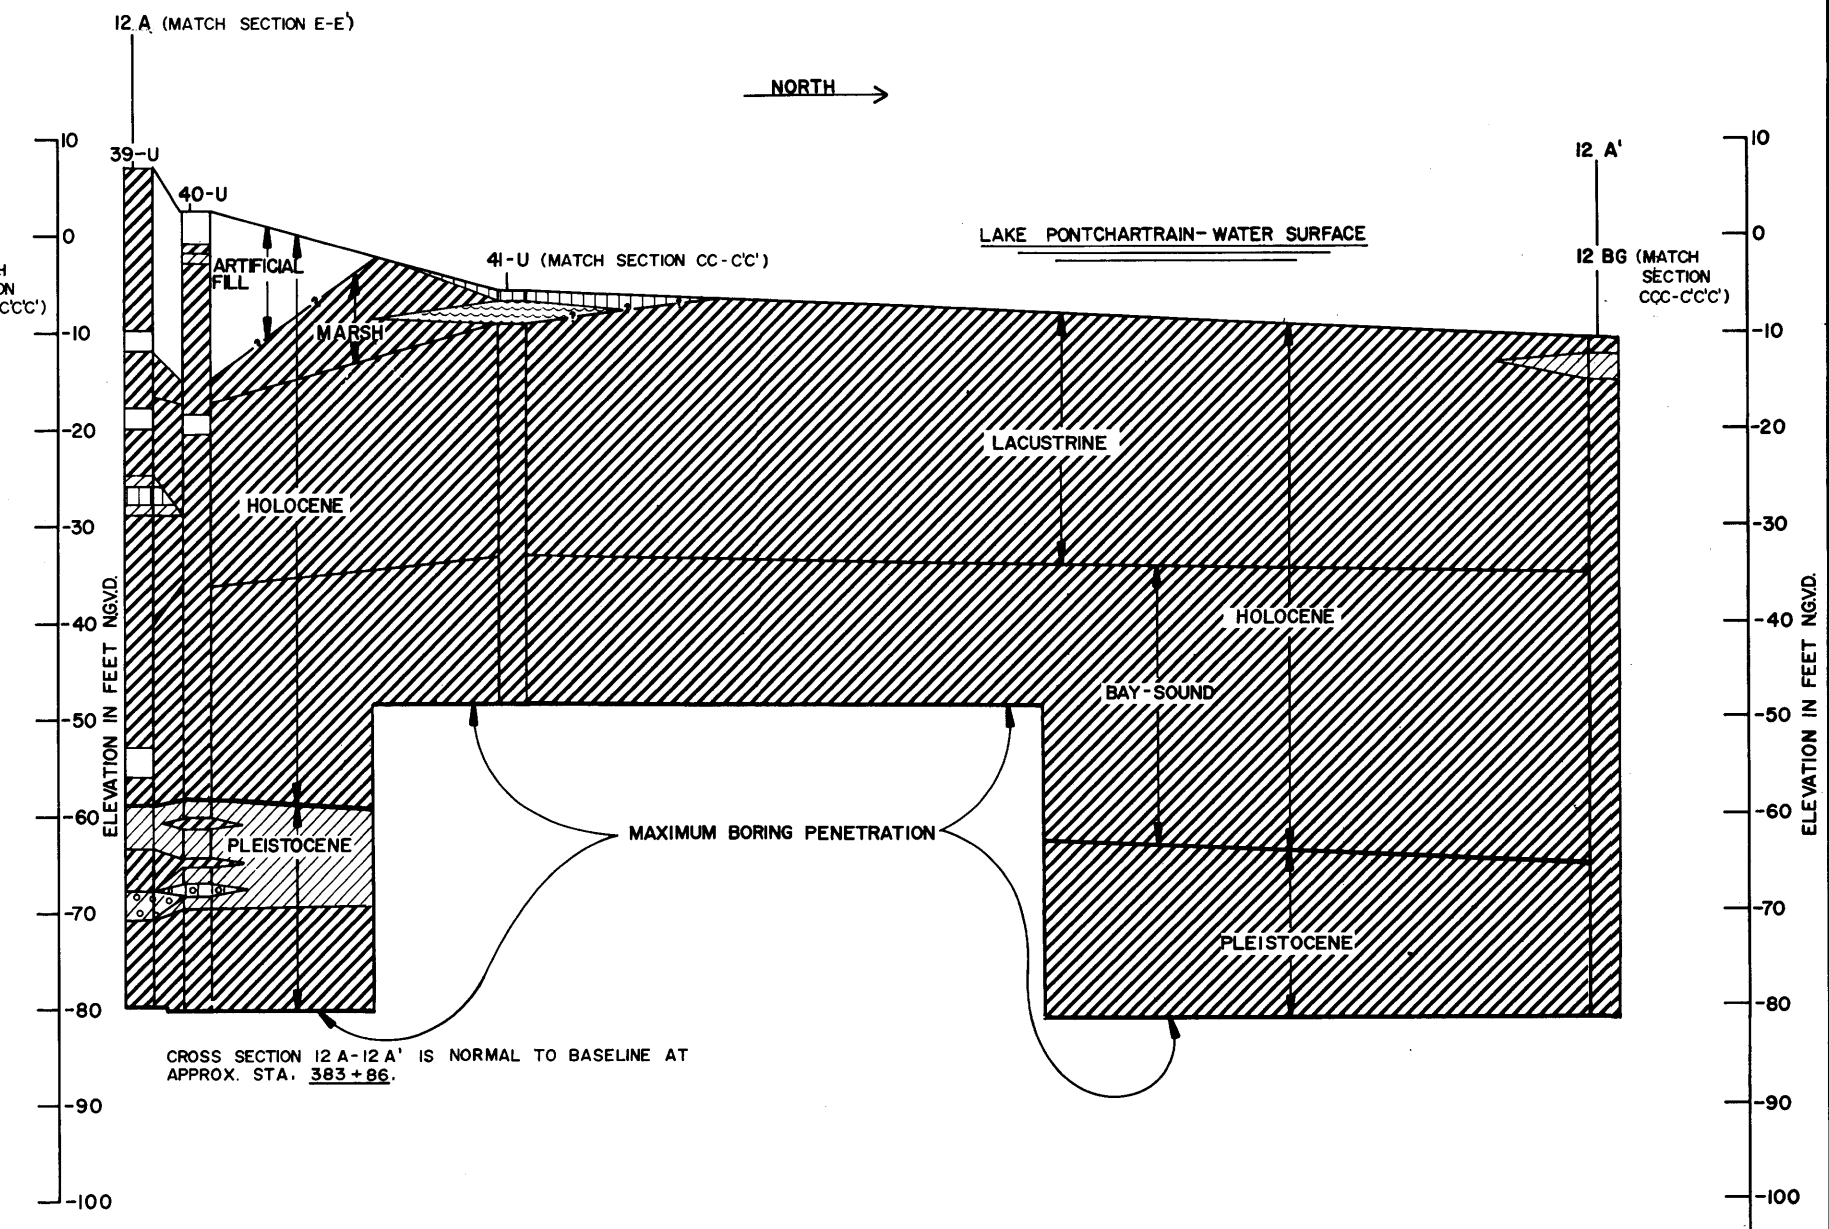 12 A (MATCH SECTION E-E')
NORTH
10
39-U
40-U
0
ARTIFICIAL
FILL
41-U (MATCH SECTION CC-C'C')
LAKE PONTCHARTRAIN-WATER SURFACE
12 A'
10
0
12 BG (MATCH
SECTION
CCC-C'C'C')
H
ON
C'C'C')
?
?
?
?
?
MARSH
-10
-20
-30
-40
-50
-60
-70
-80
-90
-100
ELEVATION IN FEET N.G.V.D.
HOLOCENE
LACUSTRINE
HOLOCENE
BAY-SOUND
PLEISTOCENE
MAXIMUM BORING PENETRATION
PLEISTOCENE
CROSS SECTION 12 A-12 A' IS NORMAL TO BASELINE AT
APPROX. STA. 383+86.
-10
-20
-30
-40
-50
-60
-70
-80
-90
-100
ELEVATION IN FEET N.G.V.D.